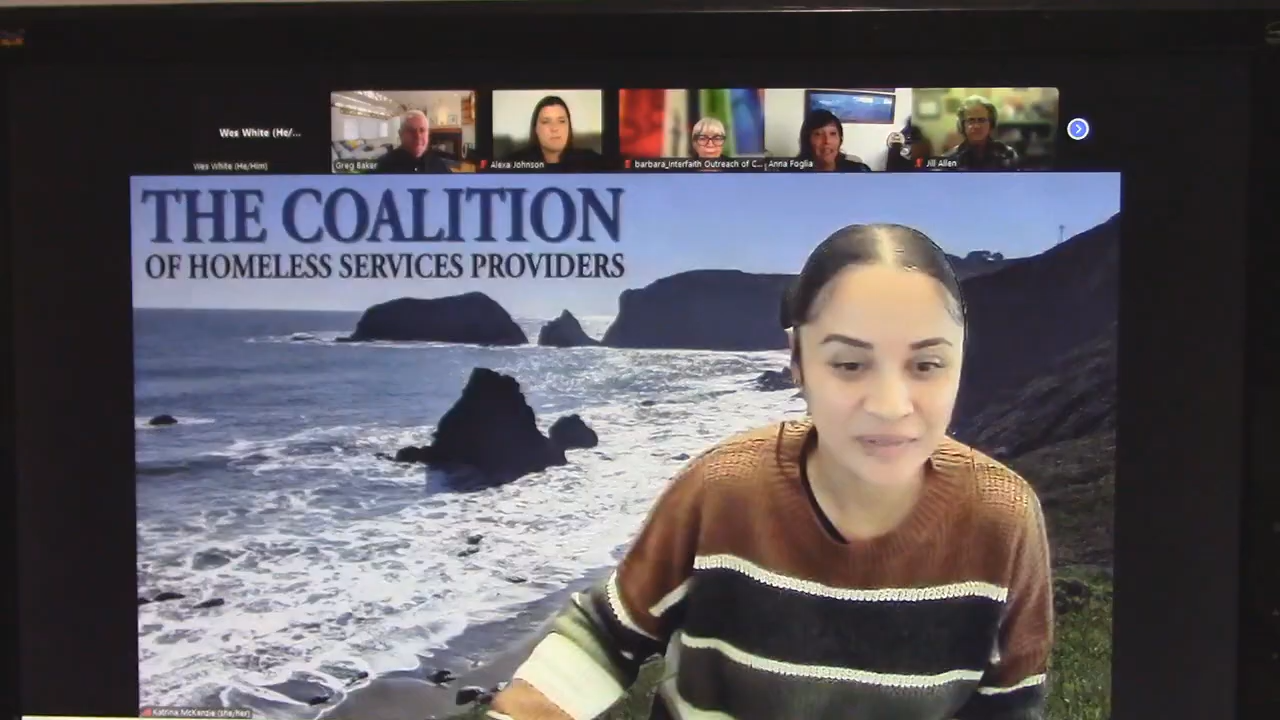 Wes White (He/...
Wes White (He/Him)
Greg Baker
Alexa Johnson
barbara_Interfaith Outreach of C...
Anna Foglia
Jill Allen
THE COALITION
OF HOMELESS SERVICES PROVIDERS
Katrina McKenzie (she/her)